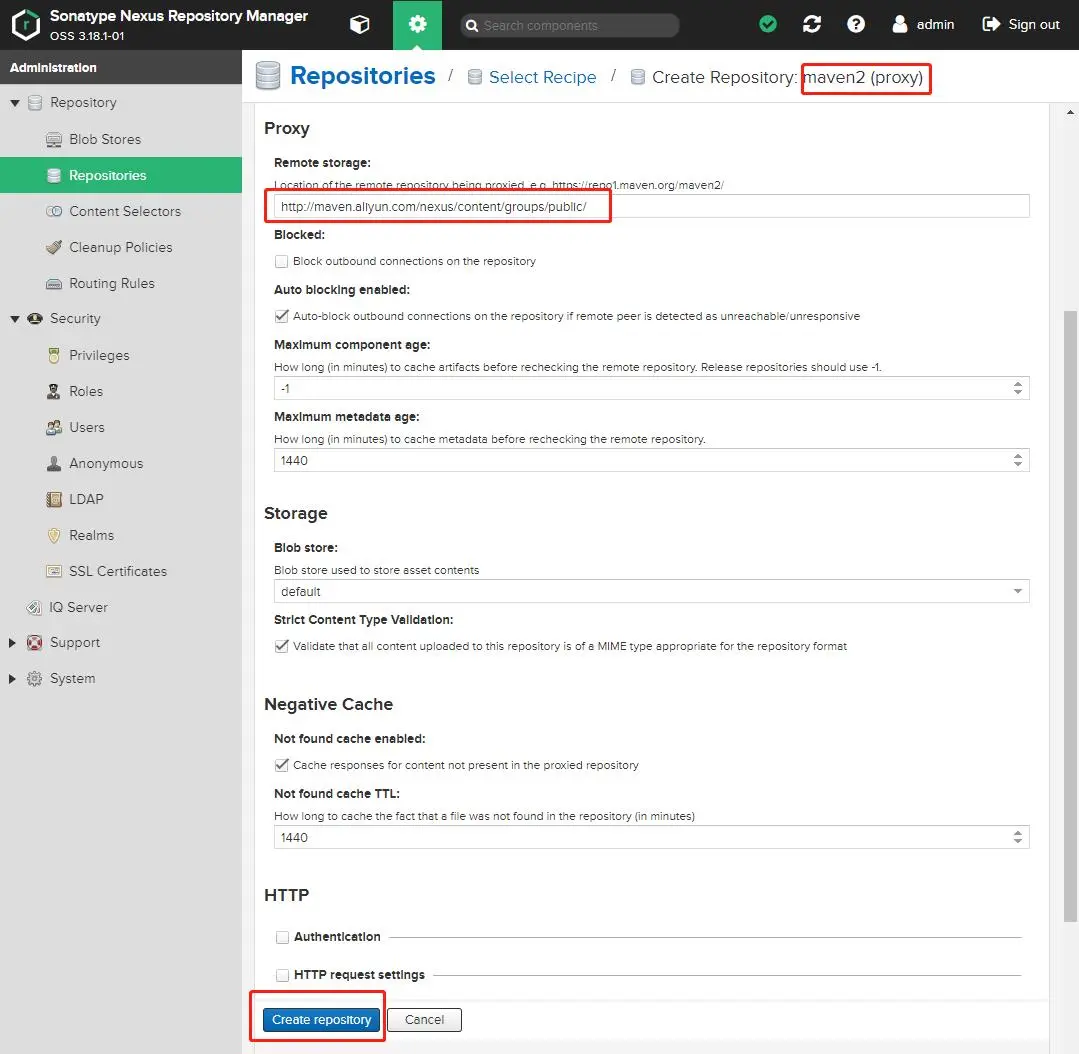 Sonatype Nexus Repository Manager
OSS 3.18.1-01
Search components
admin
Sign out
Administration
Repository
Blob Stores
Repositories
Content Selectors
Cleanup Policies
Routing Rules
Security
Privileges
Roles
Users
Anonymous
LDAP
Realms
SSL Certificates
IQ Server
Support
System
Repositories / Select Recipe / Create Repository: maven2 (proxy)
Proxy
Remote storage:
Location of the remote repository being proxied, e.g. https://repo1.maven.org/maven2/
http://maven.aliyun.com/nexus/content/groups/public/
Blocked:
Block outbound connections on the repository
Auto blocking enabled:
Auto-block outbound connections on the repository if remote peer is detected as unreachable/unresponsive
Maximum component age:
How long (in minutes) to cache artifacts before rechecking the remote repository. Release repositories should use -1.
-1
Maximum metadata age:
How long (in minutes) to cache metadata before rechecking the remote repository.
1440
Storage
Blob store:
Blob store used to store asset contents
default
Strict Content Type Validation:
Validate that all content uploaded to this repository is of a MIME type appropriate for the repository format
Negative Cache
Not found cache enabled:
Cache responses for content not present in the proxied repository
Not found cache TTL:
How long to cache the fact that a file was not found in the repository (in minutes)
1440
HTTP
Authentication
HTTP request settings
Create repository
Cancel